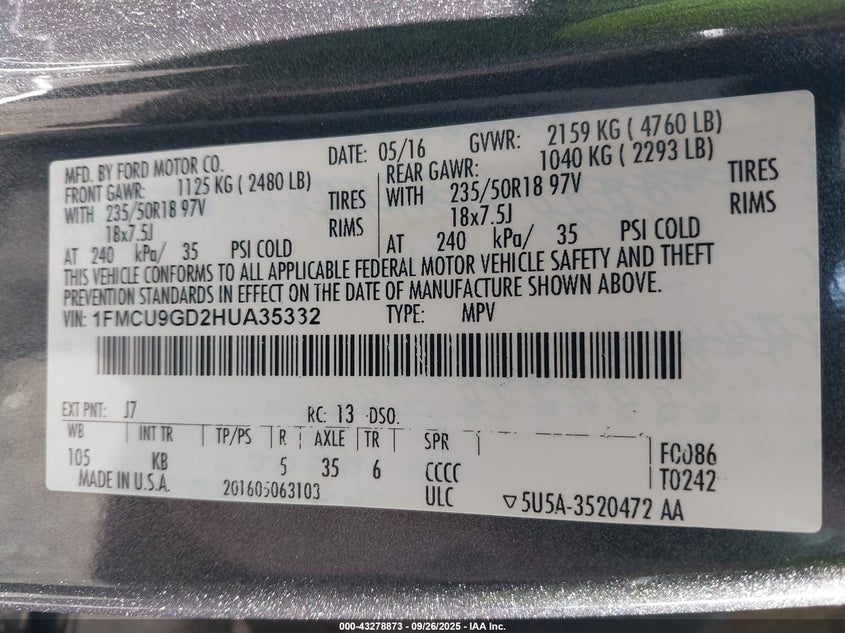 MFD. BY FORD MOTOR CO. DATE: 05/16 GVWR: 2159 KG ( 4760 LB)
FRONT GAWR: 1125 KG ( 2480 LB) REAR GAWR: 1040 KG ( 2293 LB)
WITH 235/50R18 97V TIRES WITH 235/50R18 97V TIRES
18x7.5J RIMS 18x7.5J RIMS
AT 240 kPa/ 35 PSI COLD AT 240 kPa/ 35 PSI COLD
THIS VEHICLE CONFORMS TO ALL APPLICABLE FEDERAL MOTOR VEHICLE SAFETY AND THEFT
PREVENTION STANDARDS IN EFFECT ON THE DATE OF MANUFACTURE SHOWN ABOVE.
VIN: 1FMCU9GD2HUA35332 TYPE: MPV
EXT PNT: J7 RC: 13 DSO:
WB INT TR TP/PS R AXLE TR SPR
105 KB 5 35 6 CCCC F0086
MADE IN U.S.A. 201605063103 ULC T0242
▽5U5A-3520472 AA
000-43278873 - 09/26/2025 - IAA Inc.